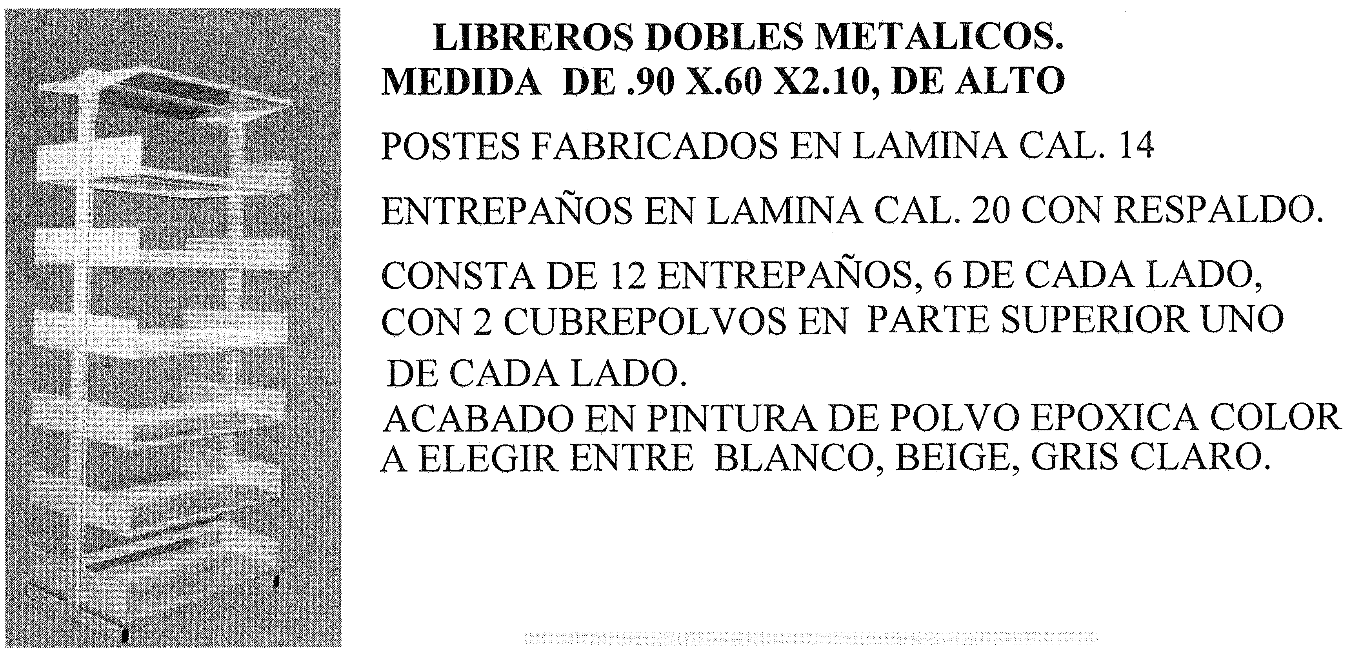 LIBREROS DOBLES METALICOS.
MEDIDA DE .90 X.60 X2.10, DE ALTO
POSTES FABRICADOS EN LAMINA CAL. 14
ENTREPAÑOS EN LAMINA CAL. 20 CON RESPALDO.
CONSTA DE 12 ENTREPAÑOS, 6 DE CADA LADO,
CON 2 CUBREPOLVOS EN PARTE SUPERIOR UNO
DE CADA LADO.
ACABADO EN PINTURA DE POLVO EPOXICA COLOR
A ELEGIR ENTRE BLANCO, BEIGE, GRIS CLARO.